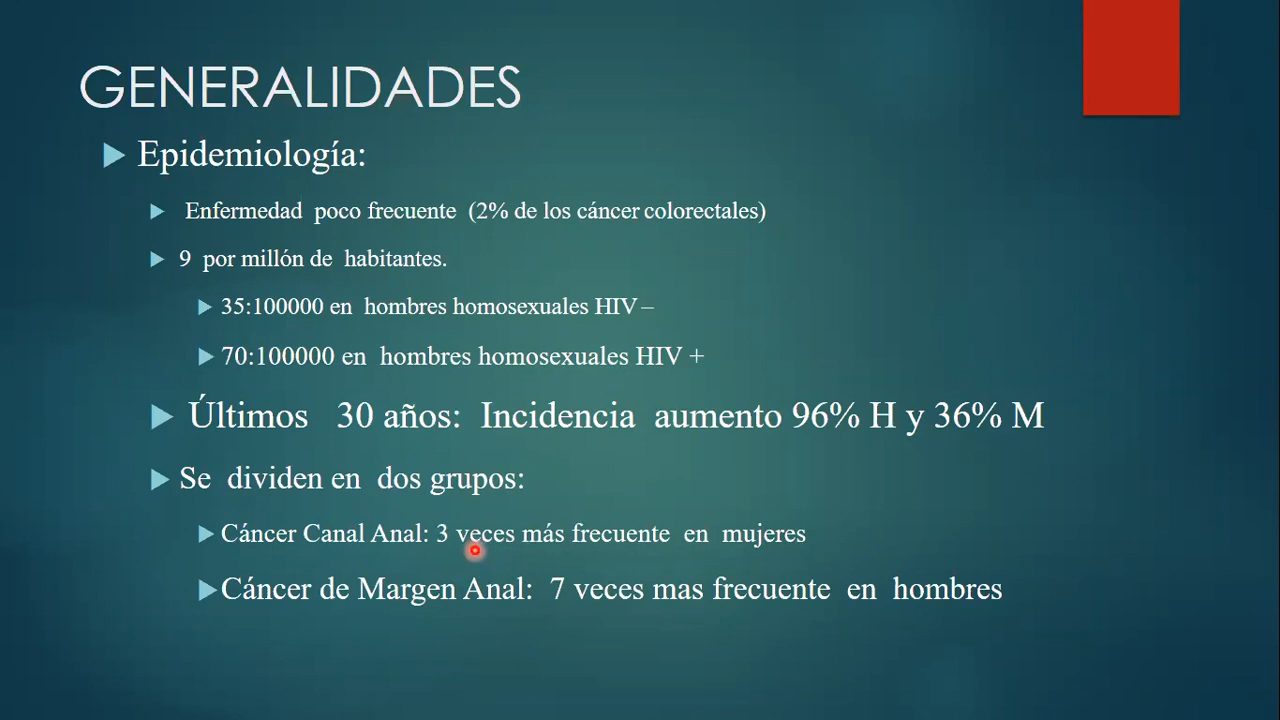 GENERALIDADES
Epidemiología:
Enfermedad poco frecuente (2% de los cáncer colorectales)
9 por millón de habitantes.
35:100000 en hombres homosexuales HIV –
70:100000 en hombres homosexuales HIV +
Últimos 30 años: Incidencia aumento 96% H y 36% M
Se dividen en dos grupos:
Cáncer Canal Anal: 3 veces más frecuente en mujeres
Cáncer de Margen Anal: 7 veces mas frecuente en hombres